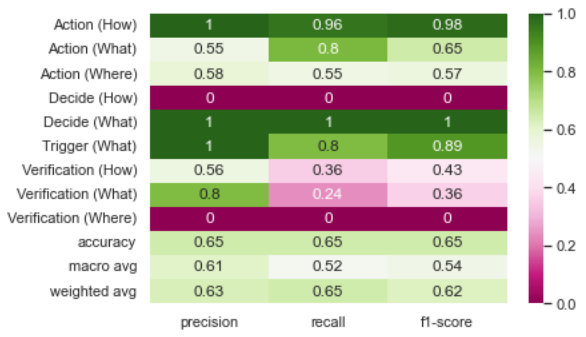 Action (How) 1 0.96 0.98
Action (What) 0.55 0.8 0.65
Action (Where) 0.58 0.55 0.57
Decide (How) 0 0 0
Decide (What) 1 1 1
Trigger (What) 1 0.8 0.89
Verification (How) 0.56 0.36 0.43
Verification (What) 0.8 0.24 0.36
Verification (Where) 0 0 0
accuracy 0.65 0.65 0.65
macro avg 0.61 0.52 0.54
weighted avg 0.63 0.65 0.62
precision recall f1-score
1.0
0.8
0.6
0.4
0.2
0.0